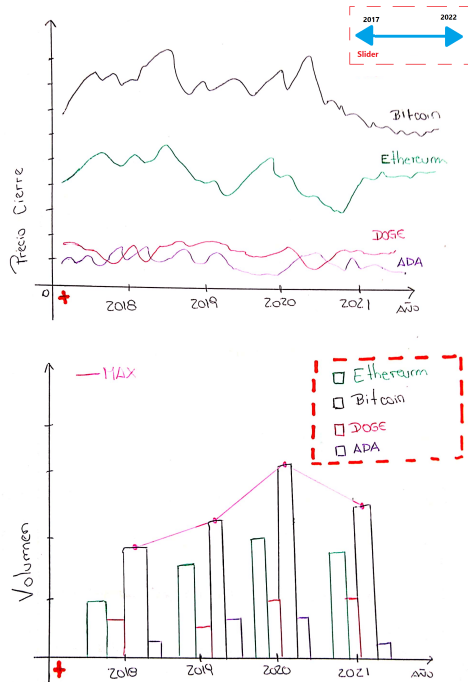 2017 2022
Slider
Precio Cierre
Bitcoin
Ethereum
DOGE
ADA
0
2018 2019 2020 2021 AÑO
MAX
Ethereum
Bitcoin
DOGE
ADA
Volumen
2018 2019 2020 2021 AÑO